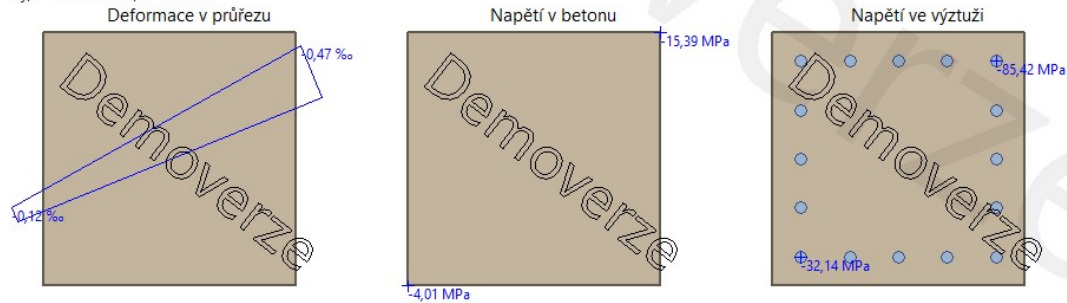 Deformace v průřezu
Napětí v betonu
Napětí ve výztuži
-0,47 ‰
-15,39 MPa
-85,42 MPa
Demoverze
Demoverze
Demoverze
-0,12 ‰
-4,01 MPa
-32,14 MPa